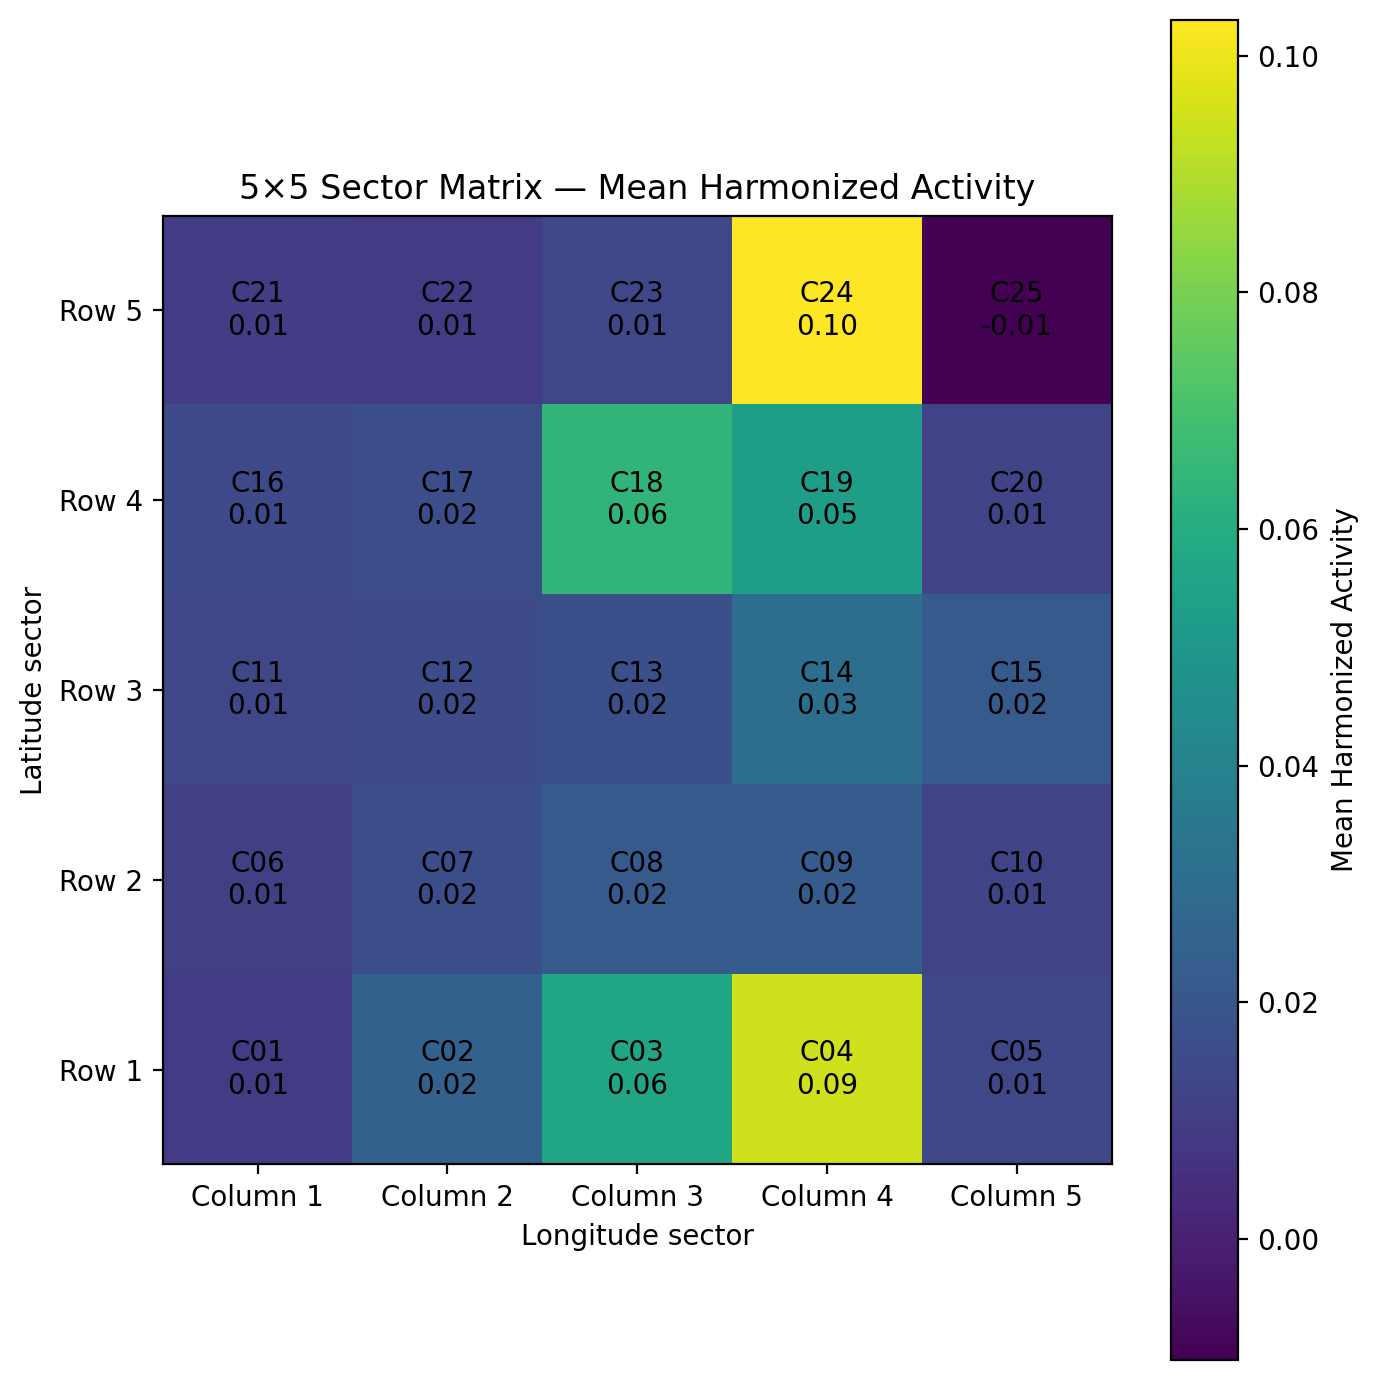 5×5 Sector Matrix — Mean Harmonized Activity
Latitude sector
Row 5
C21
0.01
C22
0.01
C23
0.01
C24
0.10
C25
-0.01
Row 4
C16
0.01
C17
0.02
C18
0.06
C19
0.05
C20
0.01
Row 3
C11
0.01
C12
0.02
C13
0.02
C14
0.03
C15
0.02
Row 2
C06
0.01
C07
0.02
C08
0.02
C09
0.02
C10
0.01
Row 1
C01
0.01
C02
0.02
C03
0.06
C04
0.09
C05
0.01
Column 1
Column 2
Column 3
Column 4
Column 5
Longitude sector
0.10
0.08
0.06
0.04
0.02
0.00
Mean Harmonized Activity